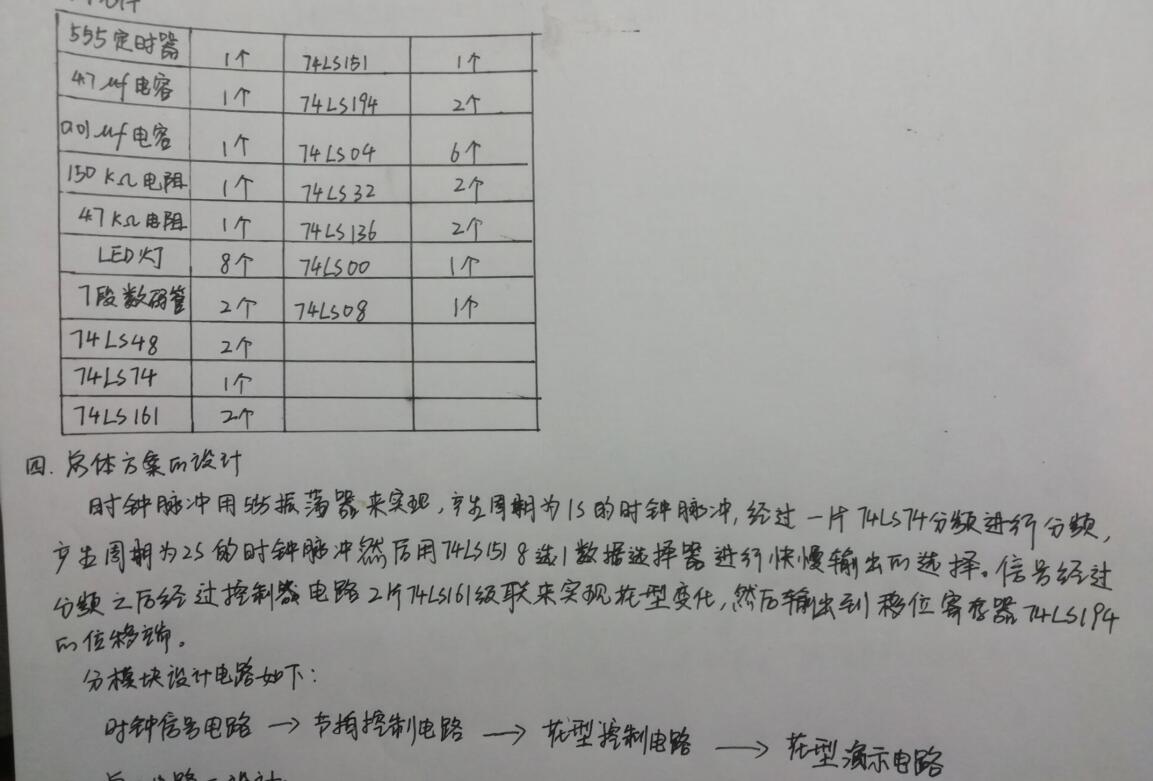 555定时器 1个 74LS151 1个
47μf电容 1个 74LS194 2个
0.01μf电容 1个 74LS04 6个
150KΩ电阻 1个 74LS32 2个
47KΩ电阻 1个 74LS136 2个
LED灯 8个 74LS00 1个
7段数码管 2个 74LS08 1个
74LS48 2个
74LS74 1个
74LS161 2个
四. 总体方案的设计
时钟脉冲用555振荡器来实现,产生周期为1S的时钟脉冲,经过一片74LS74分频进行分频,
产生周期为2S的时钟脉冲然后用74LS151 8选1数据选择器进行快慢输出的选择。信号经过
分频之后经过控制器电路2片74LS161级联来实现花型变化,然后输出到移位寄存器74LS194
的位移端。
分模块设计电路如下:
时钟信号电路 → 节拍控制电路 → 花型控制电路 → 花型演示电路